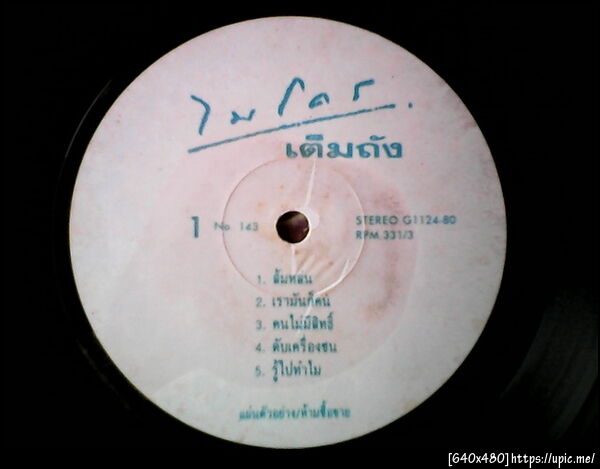 ไมโคร
เติมถัง
1 No. 143
STEREO G1124-80
RPM 331/3
1. ส้มหล่น
2. เรามันก็คน
3. คนไม่มีสิทธิ์
4. ดับเครื่องชน
5. รู้ไปทำไม
แผ่นตัวอย่าง/ห้ามซื้อขาย
[640x480]https://upic.me/